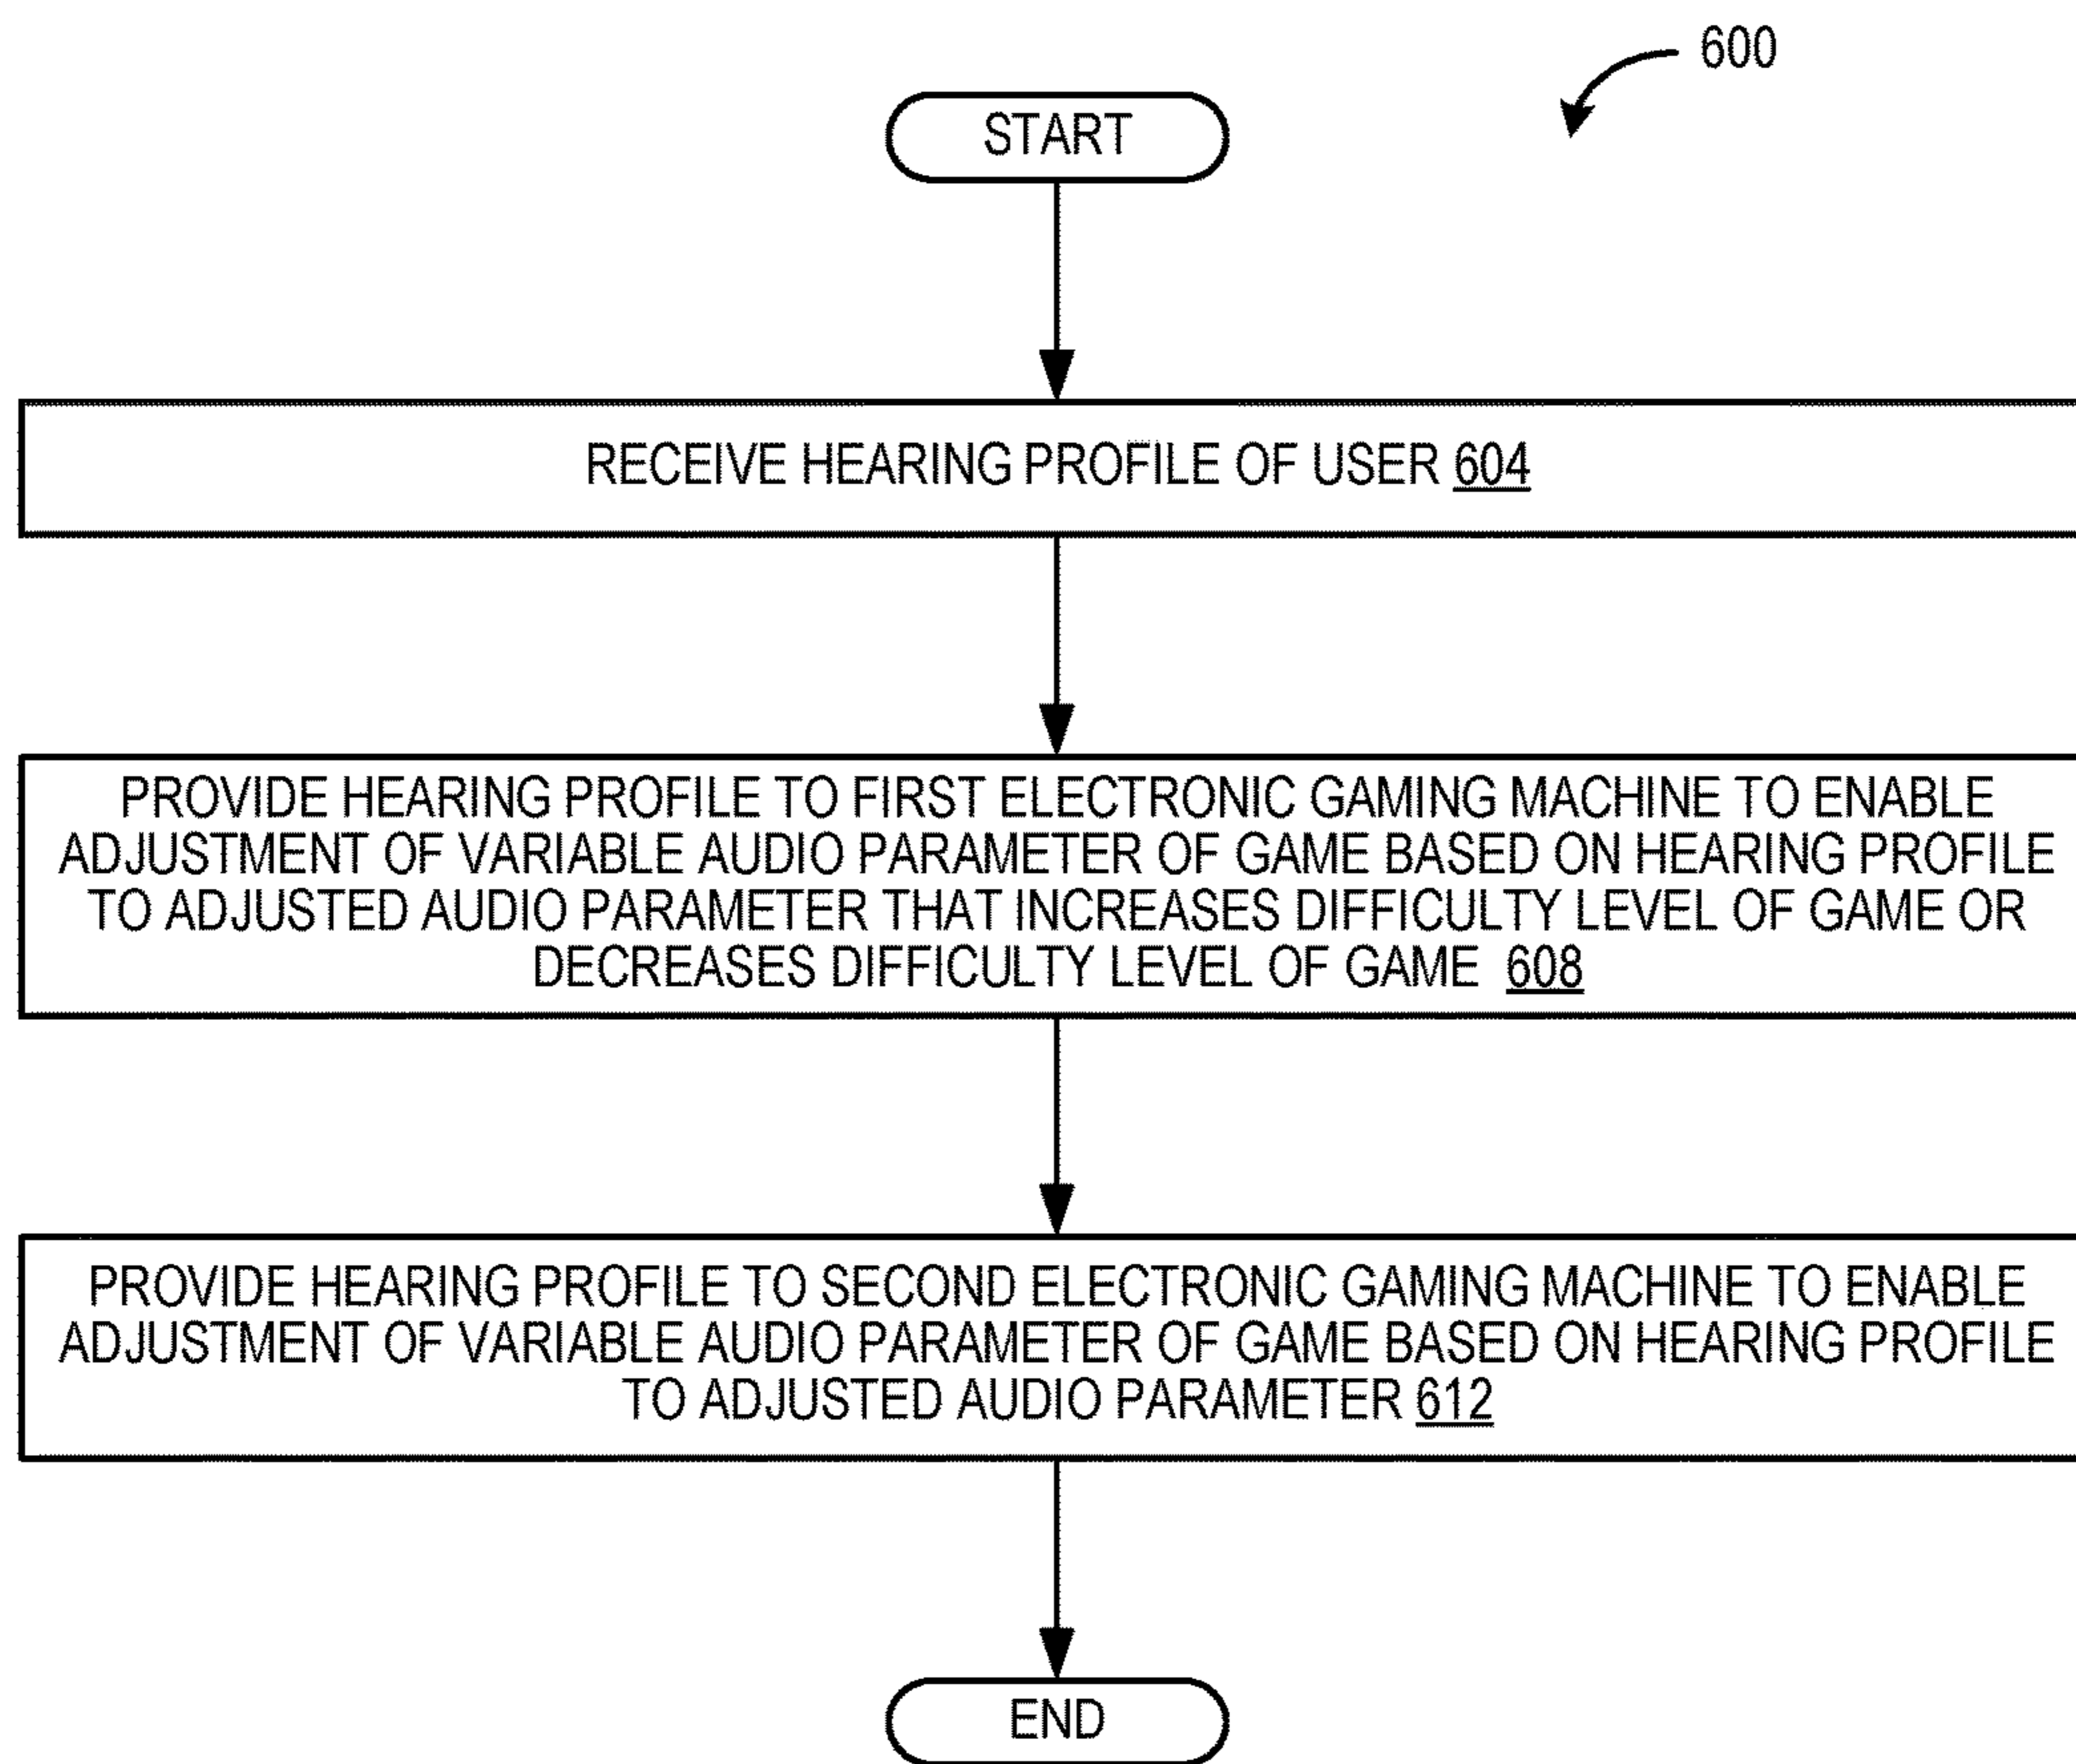 600
START
RECEIVE HEARING PROFILE OF USER 604
PROVIDE HEARING PROFILE TO FIRST ELECTRONIC GAMING MACHINE TO ENABLE
ADJUSTMENT OF VARIABLE AUDIO PARAMETER OF GAME BASED ON HEARING PROFILE
TO ADJUSTED AUDIO PARAMETER THAT INCREASES DIFFICULTY LEVEL OF GAME OR
DECREASES DIFFICULTY LEVEL OF GAME 608
PROVIDE HEARING PROFILE TO SECOND ELECTRONIC GAMING MACHINE TO ENABLE
ADJUSTMENT OF VARIABLE AUDIO PARAMETER OF GAME BASED ON HEARING PROFILE
TO ADJUSTED AUDIO PARAMETER 612
END